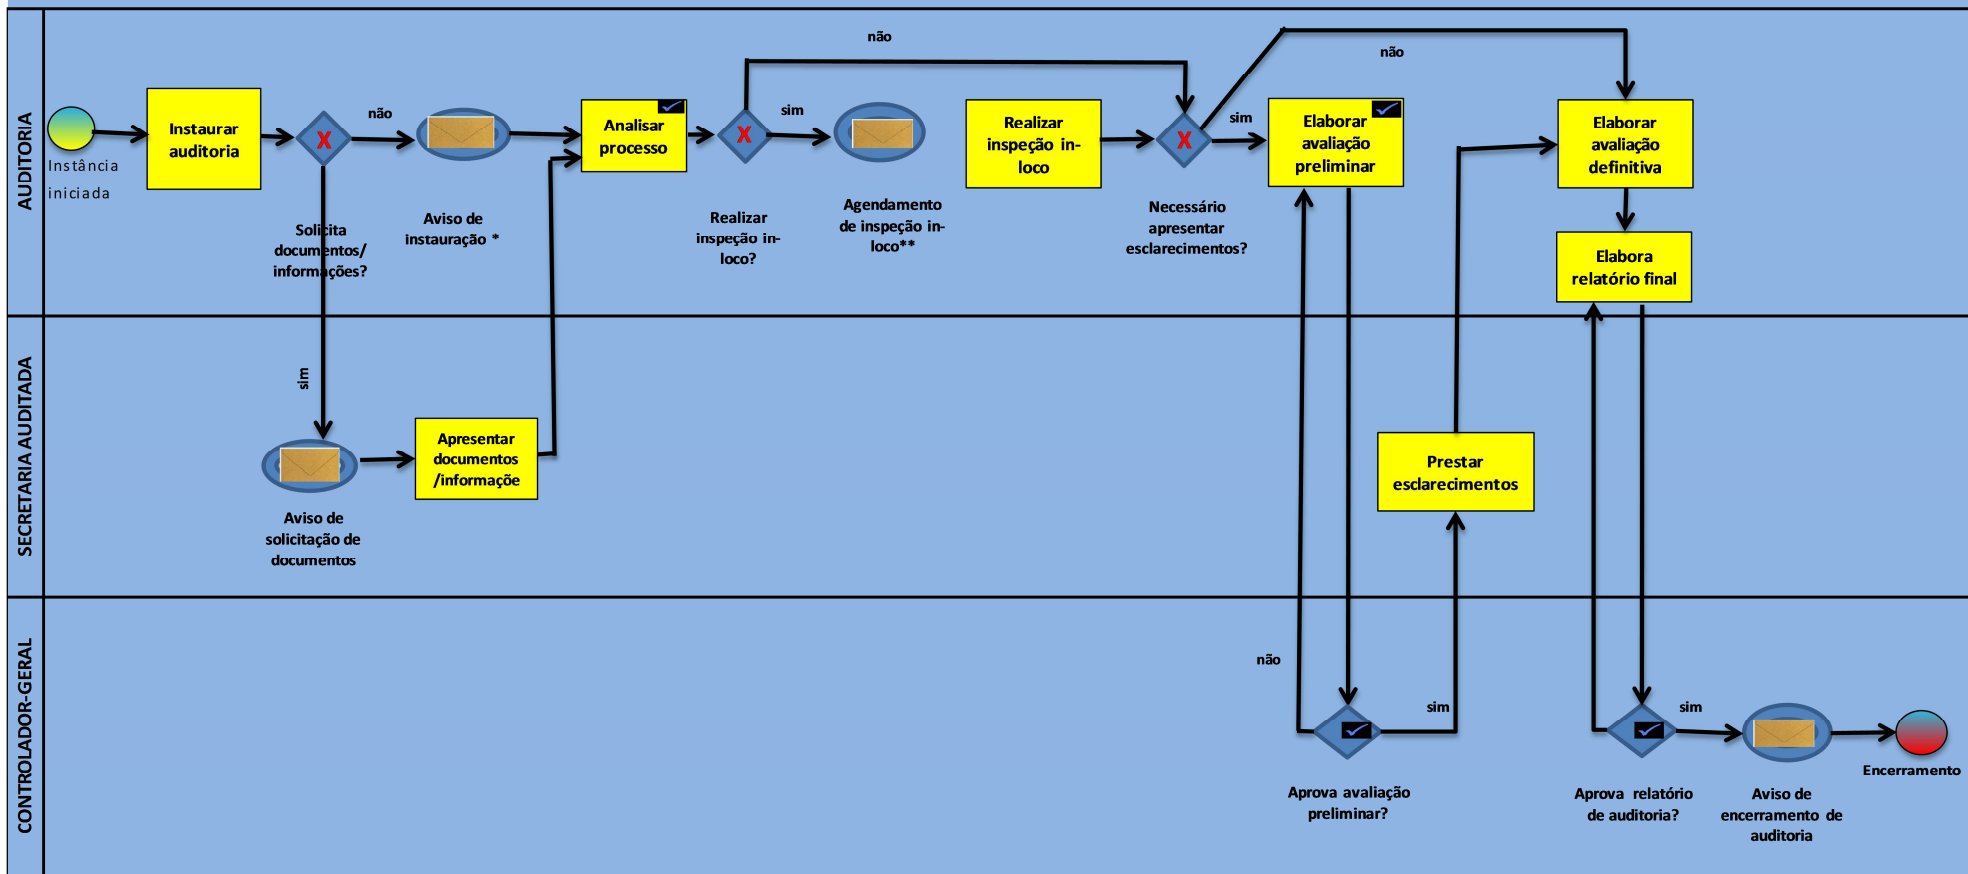 AUDITORIA
Instância
iniciada
Instaurar
auditoria
X
não
Solicita
documentos/
informações?
Aviso de
instauração *
Analisar
processo
X
não
sim
Realizar
inspeção in-
loco?
Agendamento
de inspeção in-
loco**
Realizar
inspeção in-
loco
X
Necessário
apresentar
esclarecimentos?
sim
não
Elaborar
avaliação
preliminar
Elaborar
avaliação
definitiva
Elabora
relatório final
SECRETARIA AUDITADA
sim
Aviso de
solicitação de
documentos
Apresentar
documentos
/informaçõe
Prestar
esclarecimentos
CONTROLADOR-GERAL
não
sim
Aprova avaliação
preliminar?
sim
Aprova relatório
de auditoria?
Aviso de
encerramento de
auditoria
Encerramento